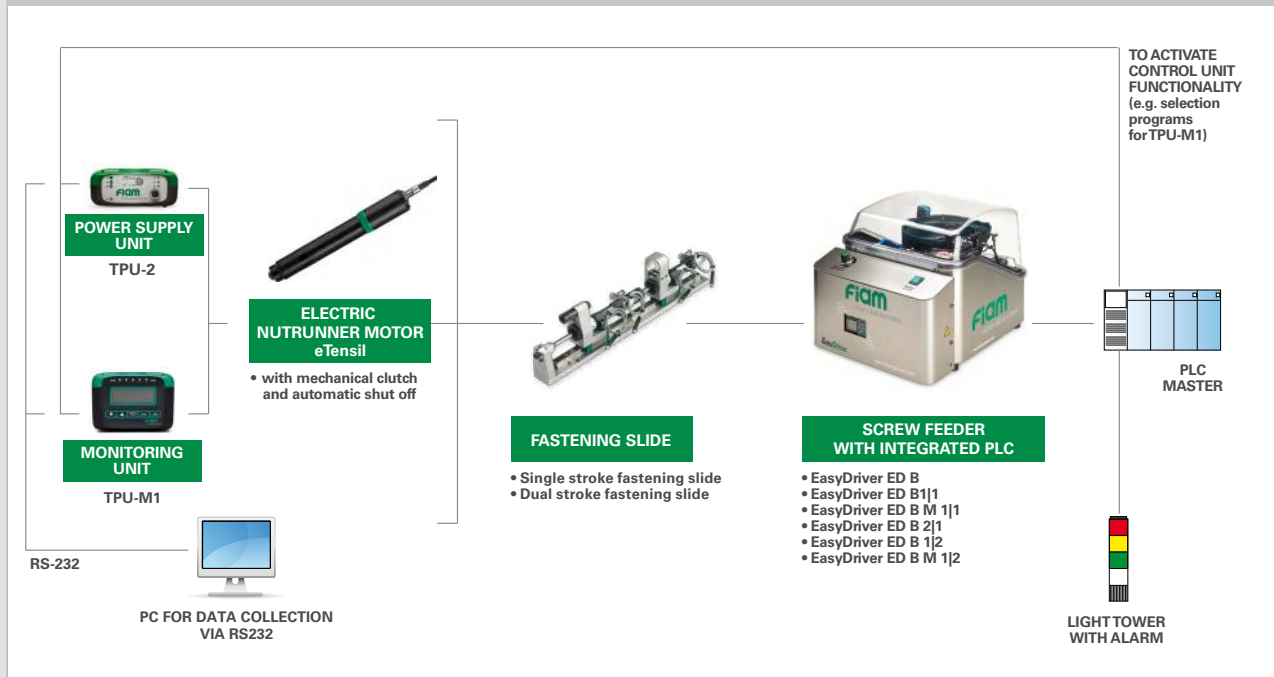 TO ACTIVATE
CONTROL UNIT
FUNCTIONALITY
(e.g. selection
programs
for TPU-M1)
Fiam
POWER SUPPLY
UNIT
TPU-2
ELECTRIC
NUTRUNNER MOTOR
eTensil
• with mechanical clutch
and automatic shut off
MONITORING
UNIT
TPU-M1
RS-232
PC FOR DATA COLLECTION
VIA RS232
FASTENING SLIDE
• Single stroke fastening slide
• Dual stroke fastening slide
Fiam
Fiam
EasyDriver
SCREW FEEDER
WITH INTEGRATED PLC
• EasyDriver ED B
• EasyDriver ED B1|1
• EasyDriver ED B M 1|1
• EasyDriver ED B 2|1
• EasyDriver ED B 1|2
• EasyDriver ED B M 1|2
PLC
MASTER
LIGHT TOWER
WITH ALARM